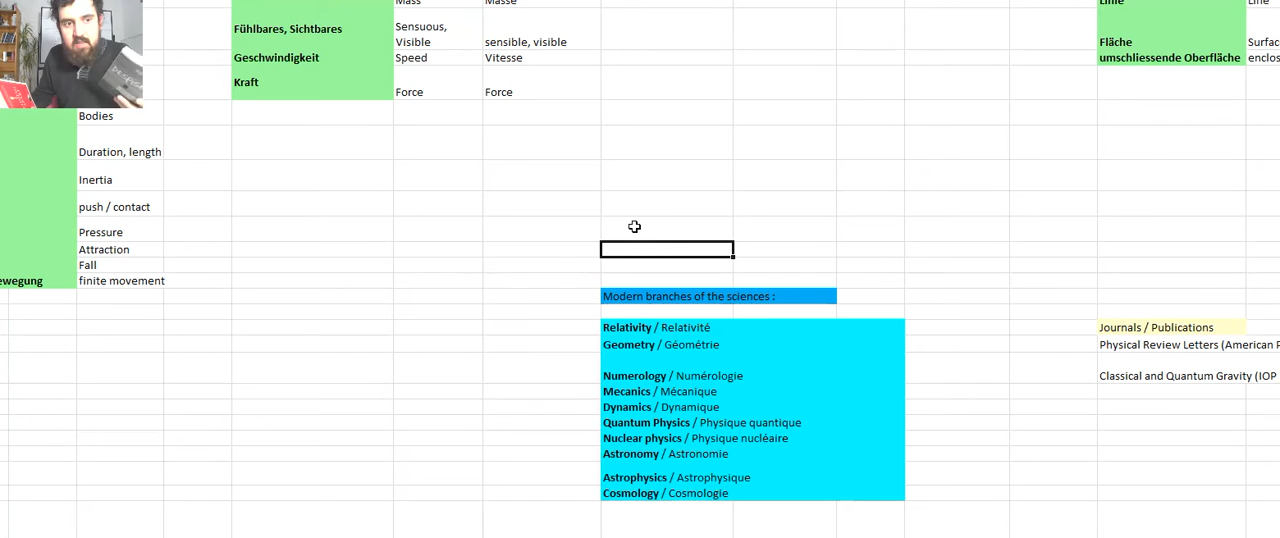 Mass Masse
Linie Line
Fühlbares, Sichtbares Sensuous, Visible sensible, visible
Fläche
Geschwindigkeit Speed Vitesse umschliessende Oberfläche
Kraft Force Force
Bodies
Duration, length
Inertia
push / contact
Pressure
Attraction
Fall
ewegung finite movement
Modern branches of the sciences :
Relativity / Relativité Journals / Publications
Geometry / Géométrie Physical Review Letters (American P
Numerology / Numérologie Classical and Quantum Gravity (IOP
Mecanics / Mécanique
Dynamics / Dynamique
Quantum Physics / Physique quantique
Nuclear physics / Physique nucléaire
Astronomy / Astronomie
Astrophysics / Astrophysique
Cosmology / Cosmologie